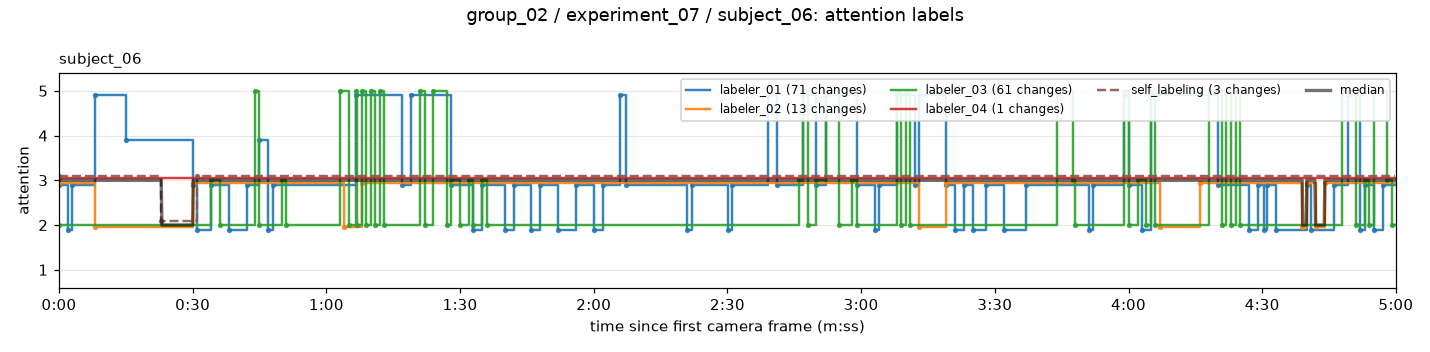 group_02 / experiment_07 / subject_06: attention labels
subject_06
labeler_01 (71 changes)
labeler_02 (13 changes)
labeler_03 (61 changes)
labeler_04 (1 changes)
self_labeling (3 changes)
median
attention
5
4
3
2
1
0:00 0:30 1:00 1:30 2:00 2:30 3:00 3:30 4:00 4:30 5:00
time since first camera frame (m:ss)